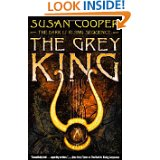 SUSAN COOPER
THE DARK IS RISING SEQUENCE
THE GREY
KING